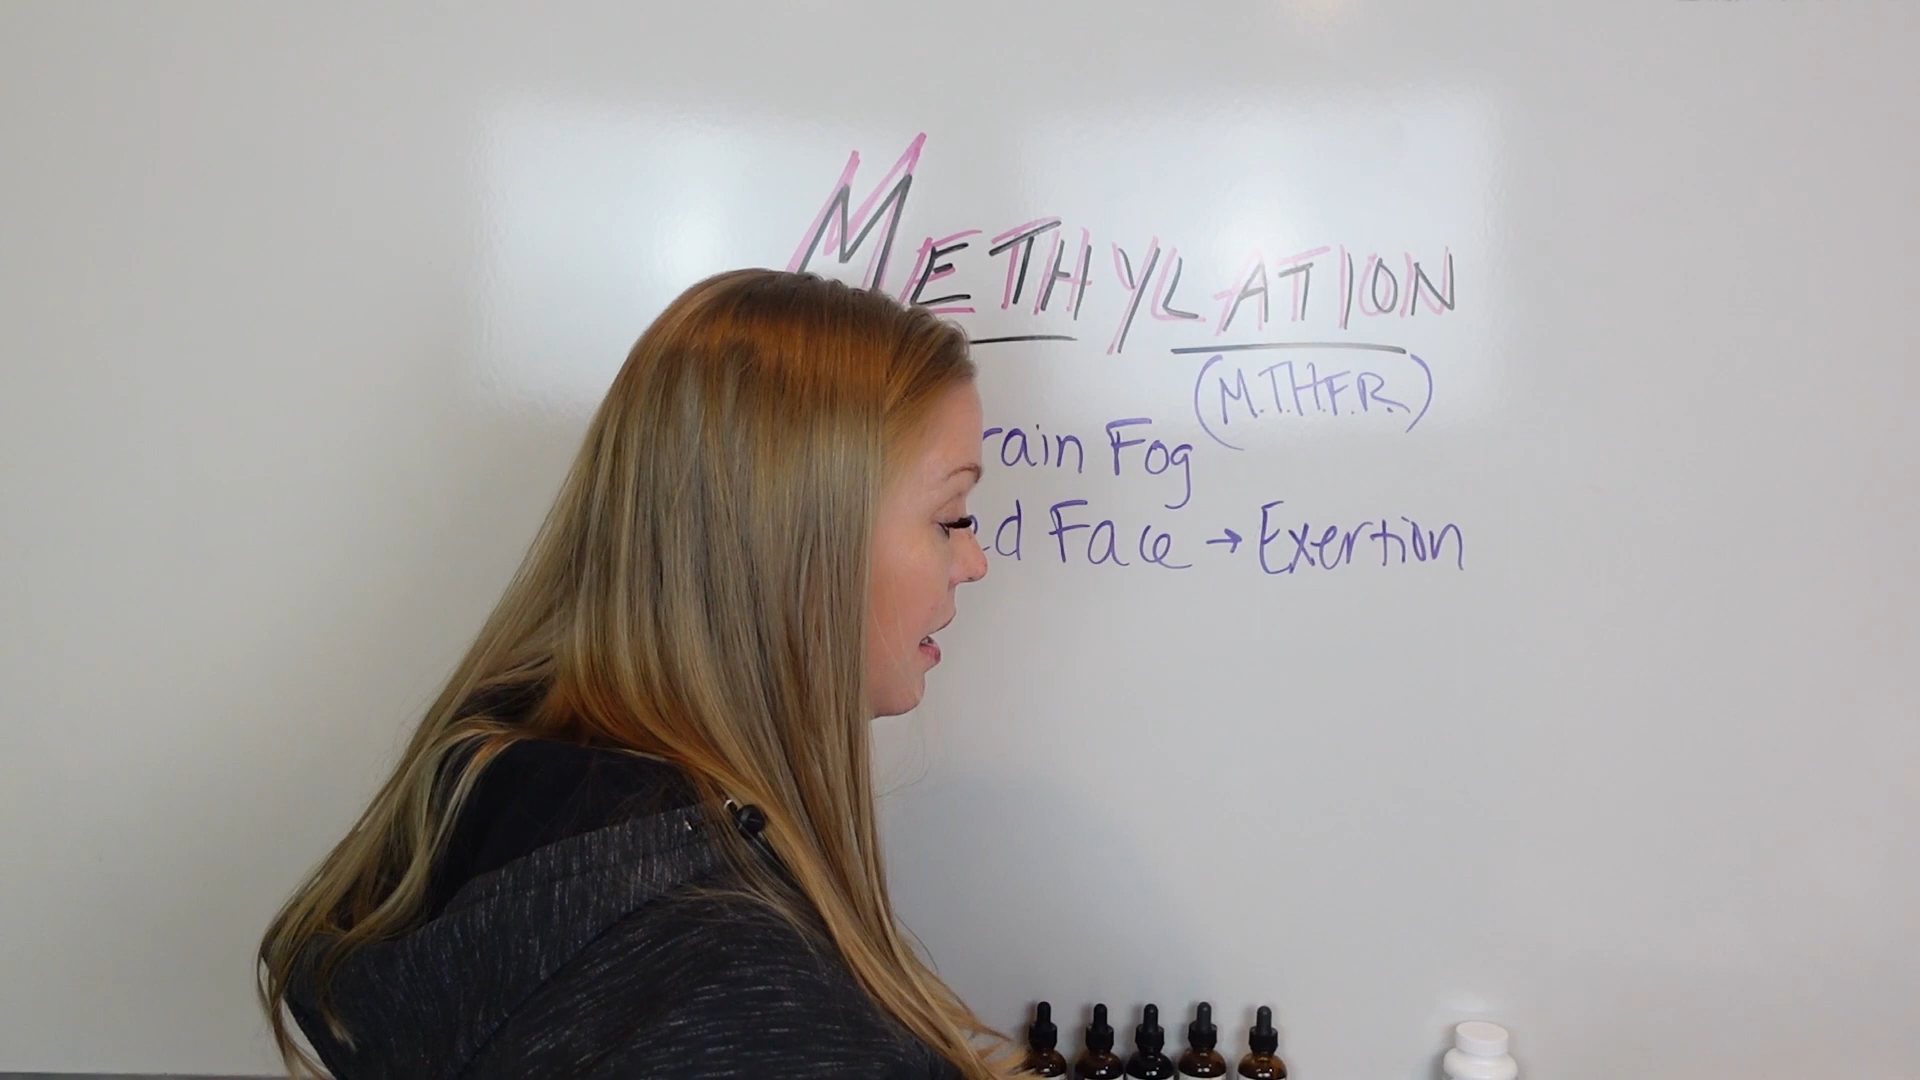 METHYLATION
(M.T.H.F.R.)
rain Fog
ed Face → Exertion